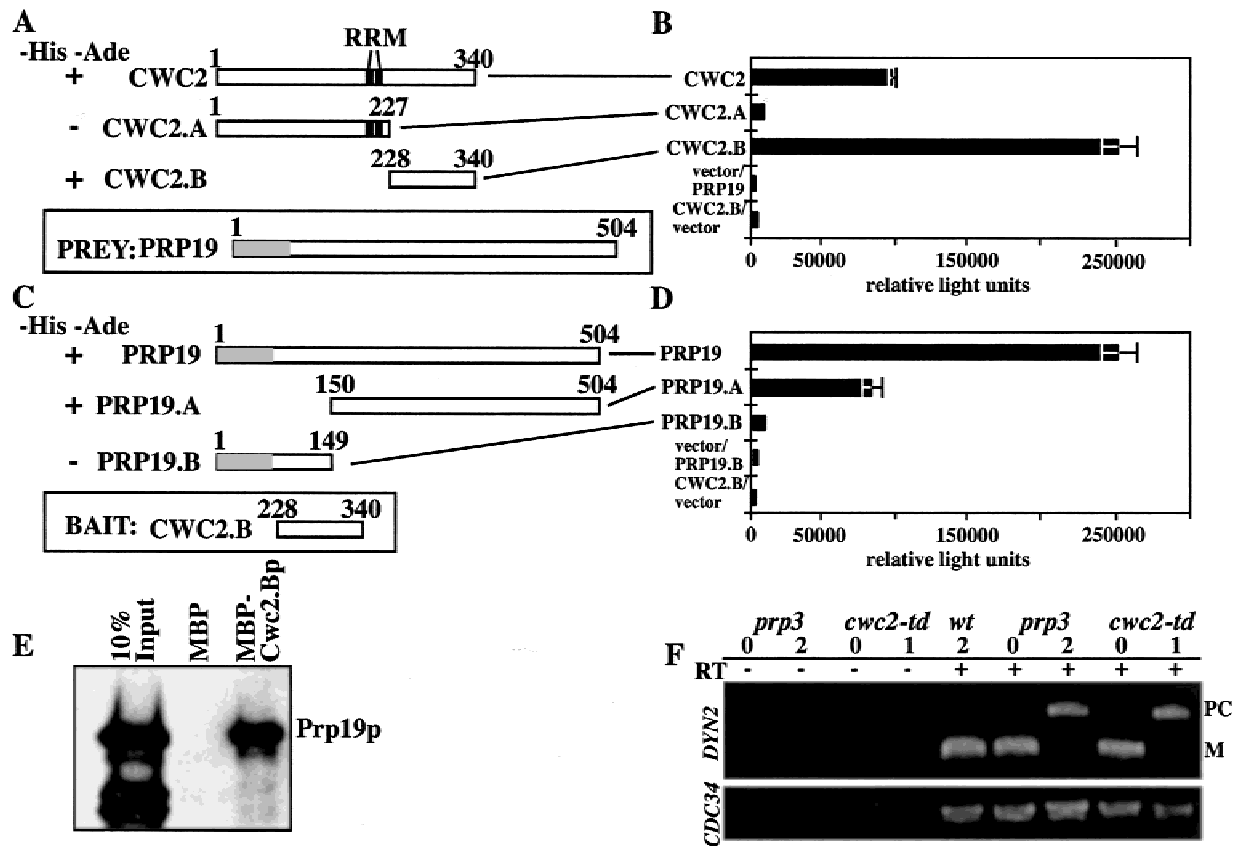 A
-His -Ade
RRM
1 340
+ CWC2
1 227
- CWC2.A
228 340
+ CWC2.B
1 504
PREY: PRP19
B
CWC2
CWC2.A
CWC2.B
vector/
PRP19
CWC2.B/
vector
0 50000 150000 250000
relative light units
C
-His -Ade
1 504
+ PRP19
150 504
+ PRP19.A
1 149
- PRP19.B
228 340
BAIT: CWC2.B
D
PRP19
PRP19.A
PRP19.B
vector/
PRP19.B
CWC2.B/
vector
0 50000 150000 250000
relative light units
E
10%
Input
MBP
MBP-
Cwc2.Bp
Prp19p
F
prp3 cwc2-td wt prp3 cwc2-td
0 2 0 1 2 0 2 0 1
RT - - - - + + + + +
DYN2
PC
M
CDC34